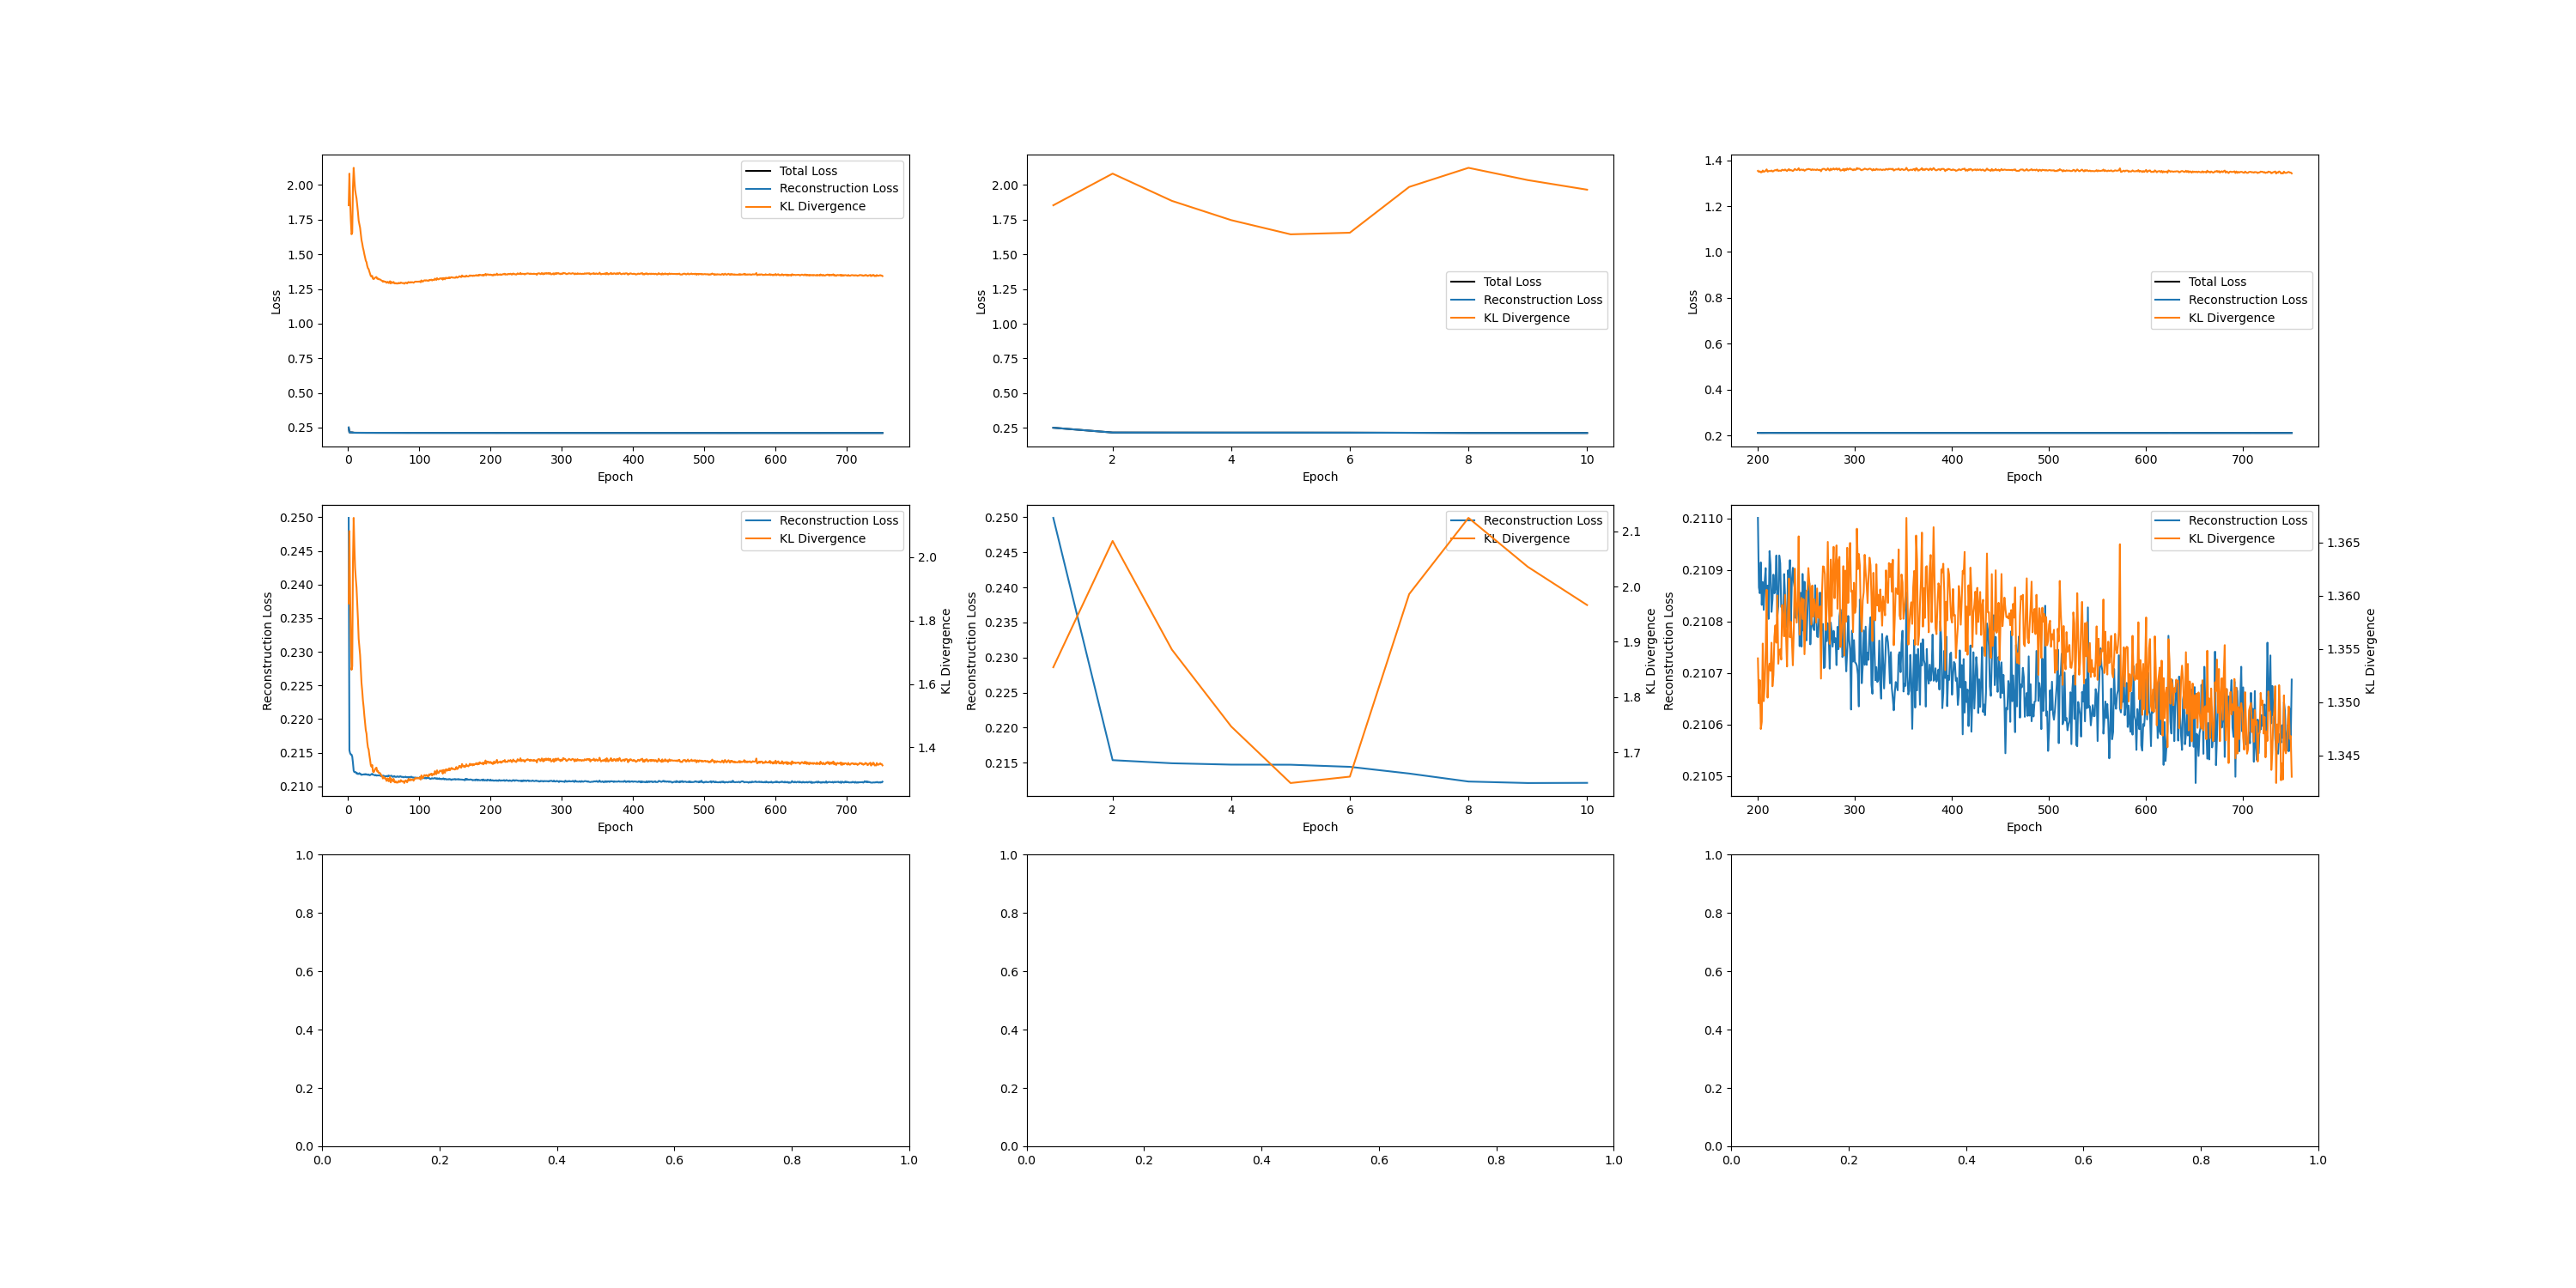 Total Loss
Reconstruction Loss
KL Divergence
Loss
2.00
1.75
1.50
1.25
1.00
0.75
0.50
0.25
0 100 200 300 400 500 600 700
Epoch
Total Loss
Reconstruction Loss
KL Divergence
Loss
2.00
1.75
1.50
1.25
1.00
0.75
0.50
0.25
2 4 6 8 10
Epoch
Total Loss
Reconstruction Loss
KL Divergence
Loss
1.4
1.2
1.0
0.8
0.6
0.4
0.2
200 300 400 500 600 700
Epoch
Reconstruction Loss
KL Divergence
Reconstruction Loss
0.250
0.245
0.240
0.235
0.230
0.225
0.220
0.215
0.210
0 100 200 300 400 500 600 700
Epoch
2.0
1.8
1.6
1.4
KL Divergence
Reconstruction Loss
KL Divergence
Reconstruction Loss
0.250
0.245
0.240
0.235
0.230
0.225
0.220
0.215
2 4 6 8 10
Epoch
2.1
2.0
1.9
1.8
1.7
KL Divergence
Reconstruction Loss
KL Divergence
Reconstruction Loss
0.2110
0.2109
0.2108
0.2107
0.2106
0.2105
200 300 400 500 600 700
Epoch
1.365
1.360
1.355
1.350
1.345
KL Divergence
1.0
0.8
0.6
0.4
0.2
0.0
0.0 0.2 0.4 0.6 0.8 1.0
1.0
0.8
0.6
0.4
0.2
0.0
0.0 0.2 0.4 0.6 0.8 1.0
1.0
0.8
0.6
0.4
0.2
0.0
0.0 0.2 0.4 0.6 0.8 1.0